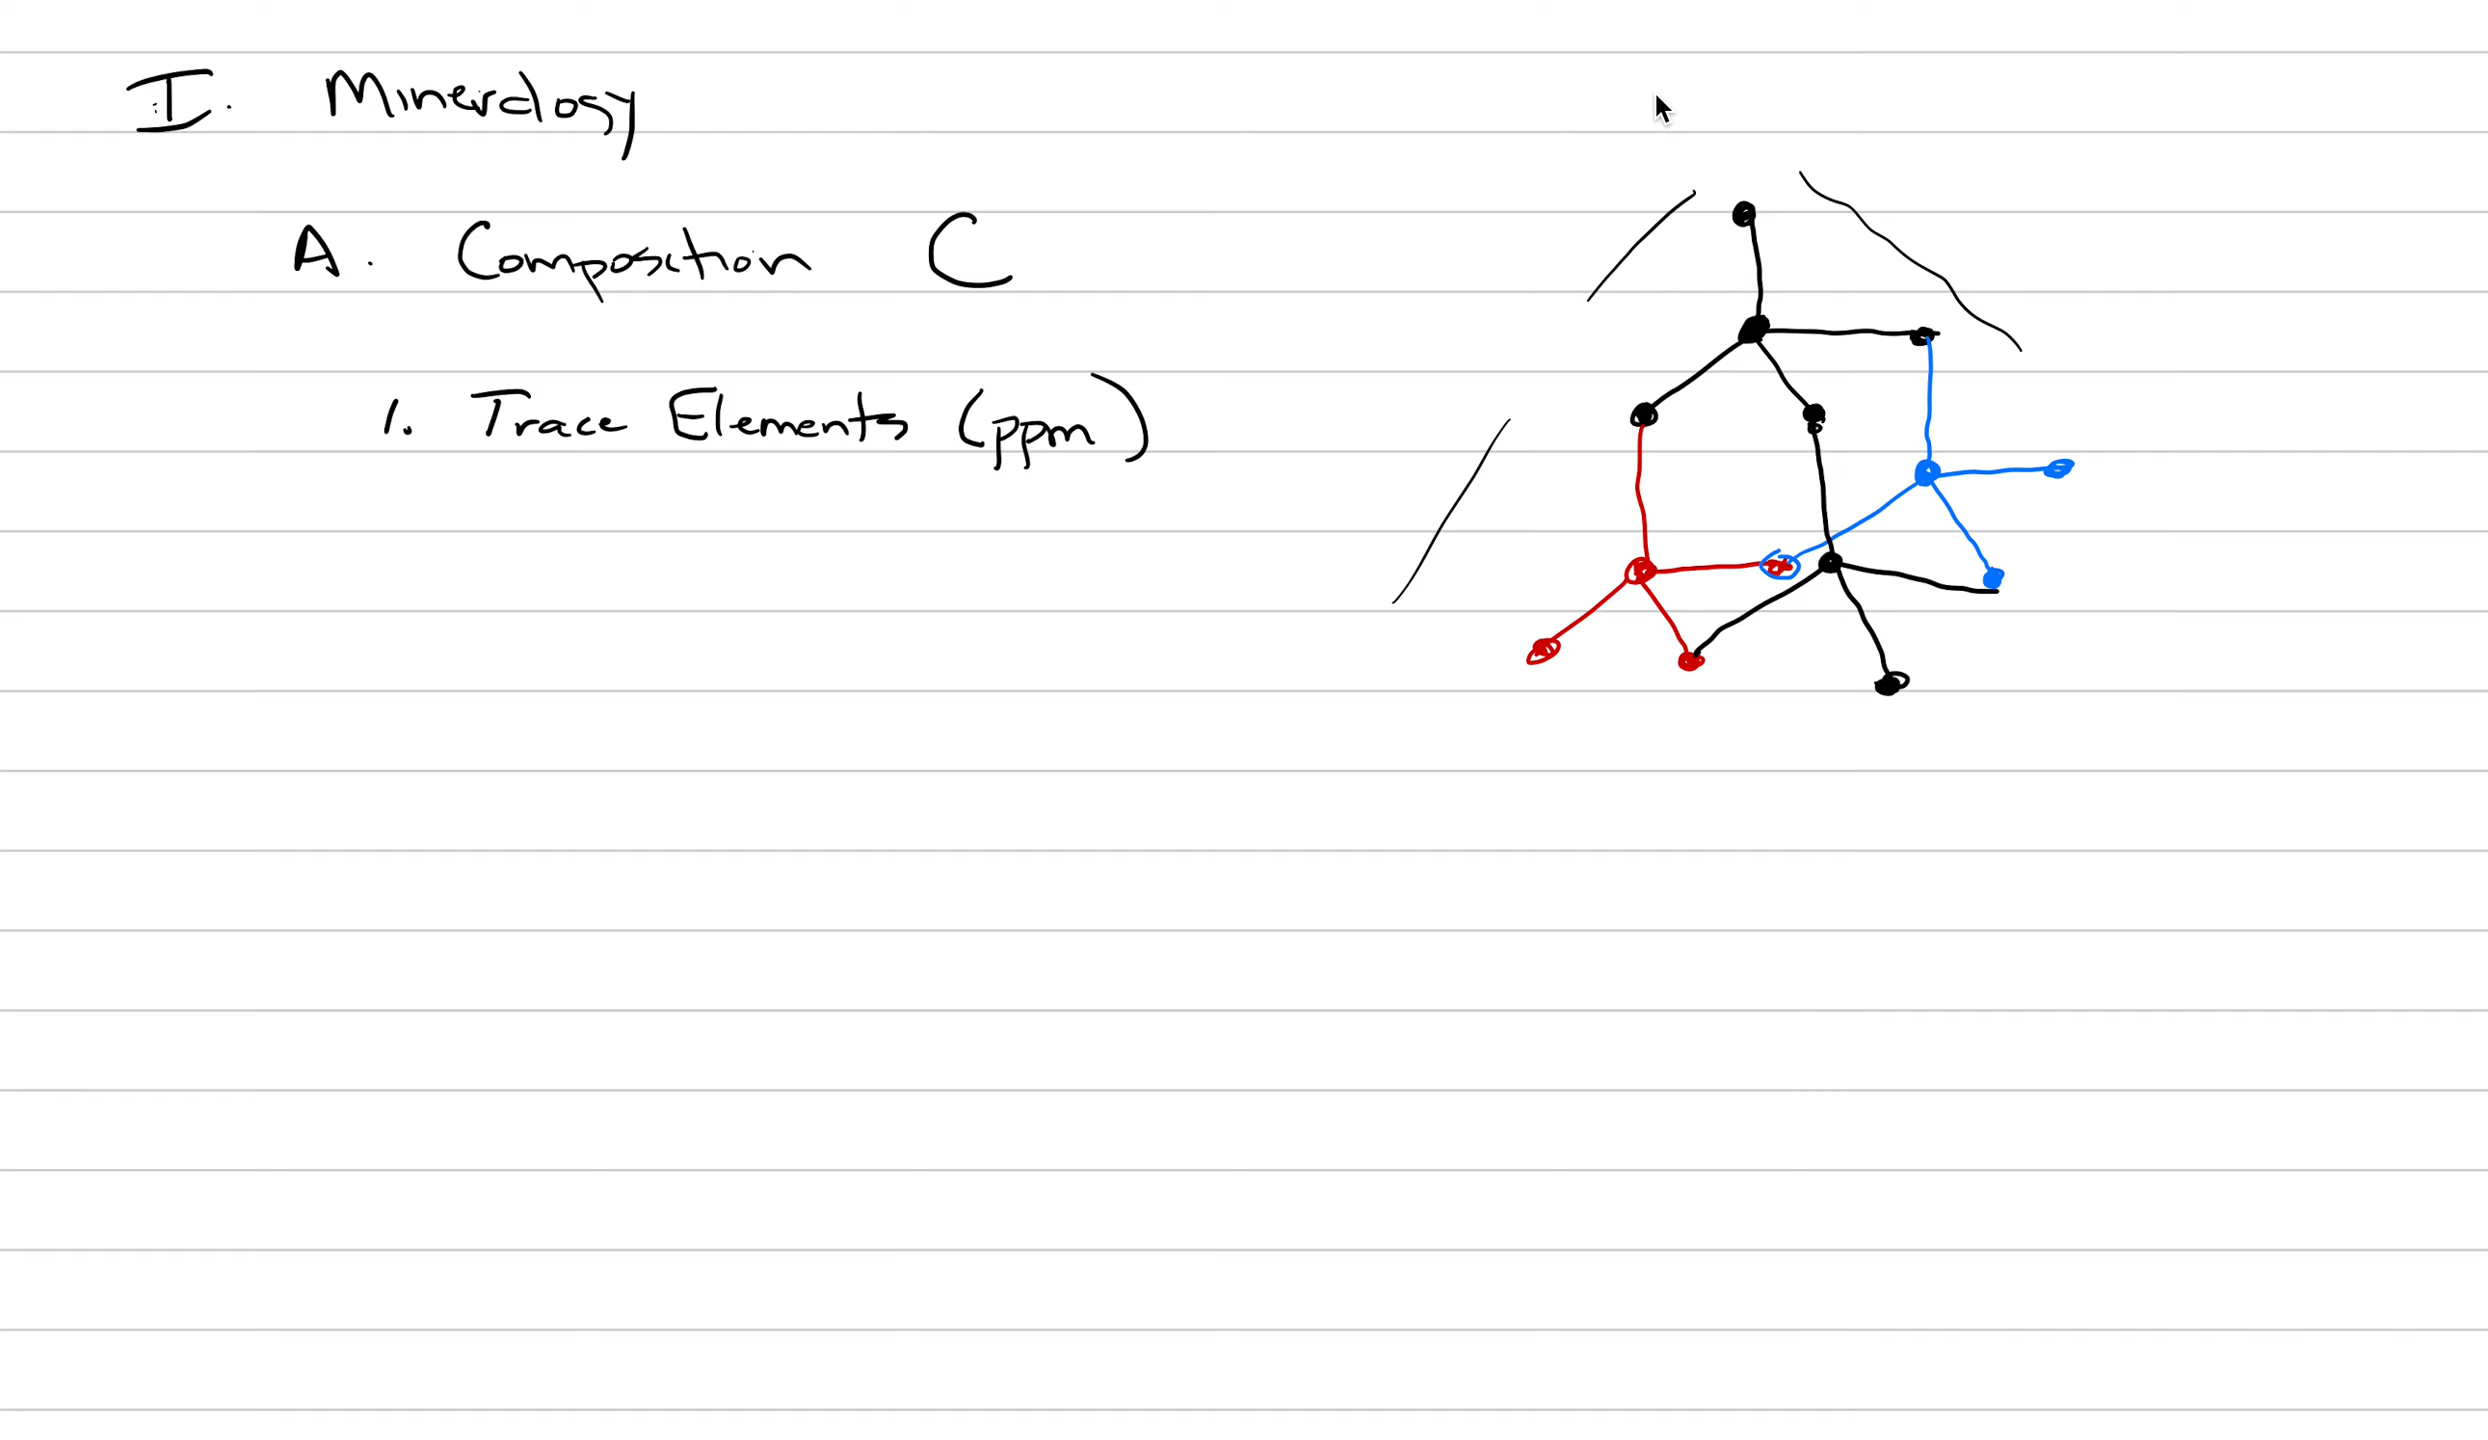 I. Mineralogy
A. Composition C
1. Trace Elements (ppm)